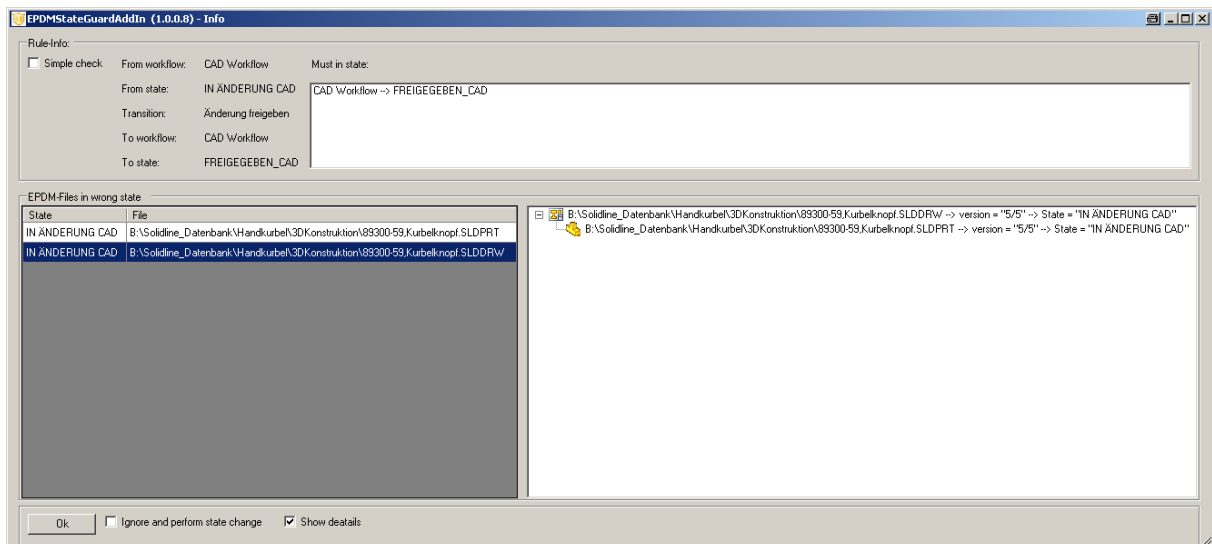 EPDMStateGuardAddIn (1.0.0.8) - Info
Rule-Info:
Simple check
From workflow: CAD Workflow
Must in state:
From state: IN ÄNDERUNG CAD
CAD Workflow --> FREIGEGEBEN_CAD
Transition: Änderung freigeben
To workflow: CAD Workflow
To state: FREIGEGEBEN_CAD
EPDM-Files in wrong state
State File
IN ÄNDERUNG CAD B:\Solidline_Datenbank\Handkurbel\3DKonstruktion\89300-59,Kurbelknopf.SLDPRT
IN ÄNDERUNG CAD B:\Solidline_Datenbank\Handkurbel\3DKonstruktion\89300-59,Kurbelknopf.SLDDRW
B:\Solidline_Datenbank\Handkurbel\3DKonstruktion\89300-59,Kurbelknopf.SLDDRW --> version = "5/5" --> State = "IN ÄNDERUNG CAD"
B:\Solidline_Datenbank\Handkurbel\3DKonstruktion\89300-59,Kurbelknopf.SLDPRT --> version = "5/5" --> State = "IN ÄNDERUNG CAD"
Ok Ignore and perform state change Show deatails